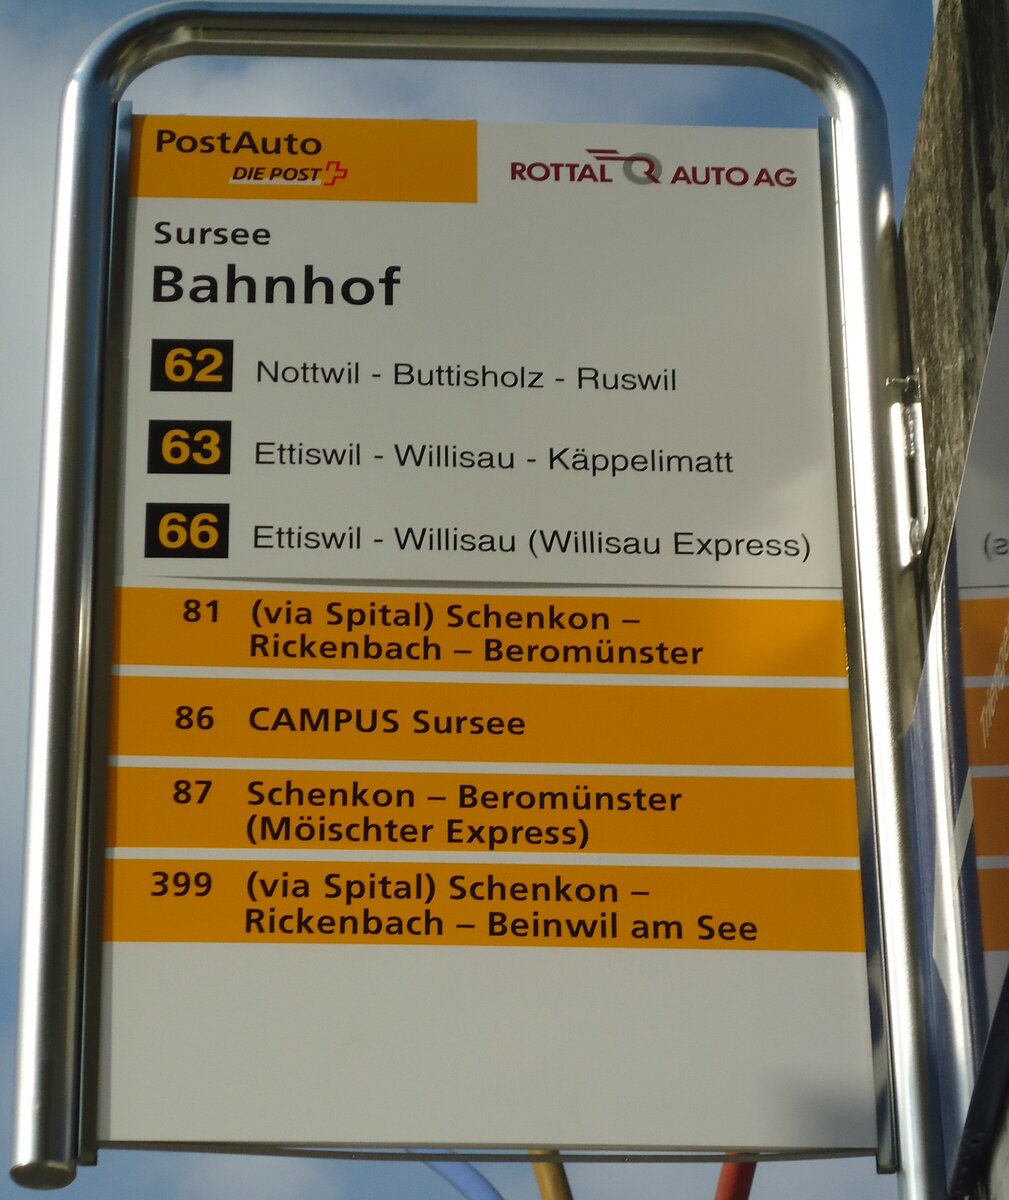 PostAuto
DIE POST
ROTTAL AUTO AG
Sursee
Bahnhof
62 Nottwil - Buttisholz - Ruswil
63 Ettiswil - Willisau - Käppelimatt
66 Ettiswil - Willisau (Willisau Express)
81 (via Spital) Schenkon –
Rickenbach – Beromünster
86 CAMPUS Sursee
87 Schenkon – Beromünster
(Möischter Express)
399 (via Spital) Schenkon –
Rickenbach – Beinwil am See